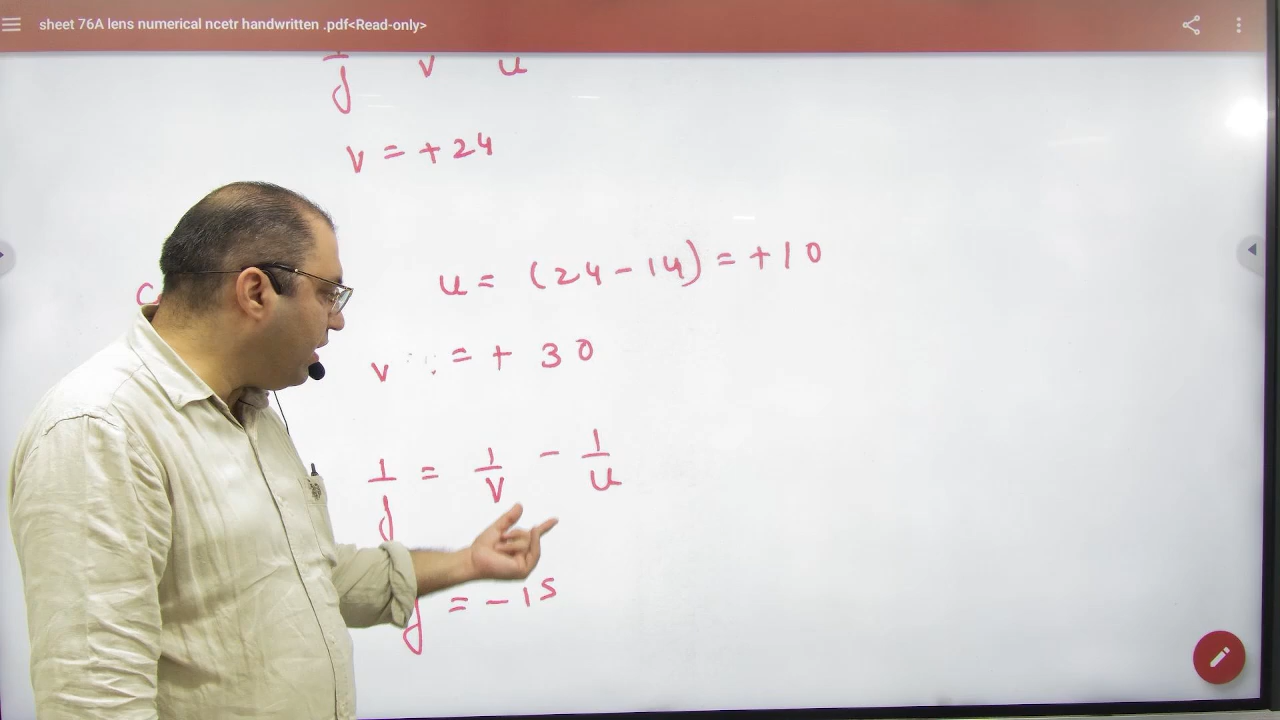 sheet 76A lens numerical ncetr handwritten .pdf<Read-only>
f v u
v = + 24
u = (24 - 14) = + 10
v = + 30
1/f = 1/v - 1/u
f = - 15